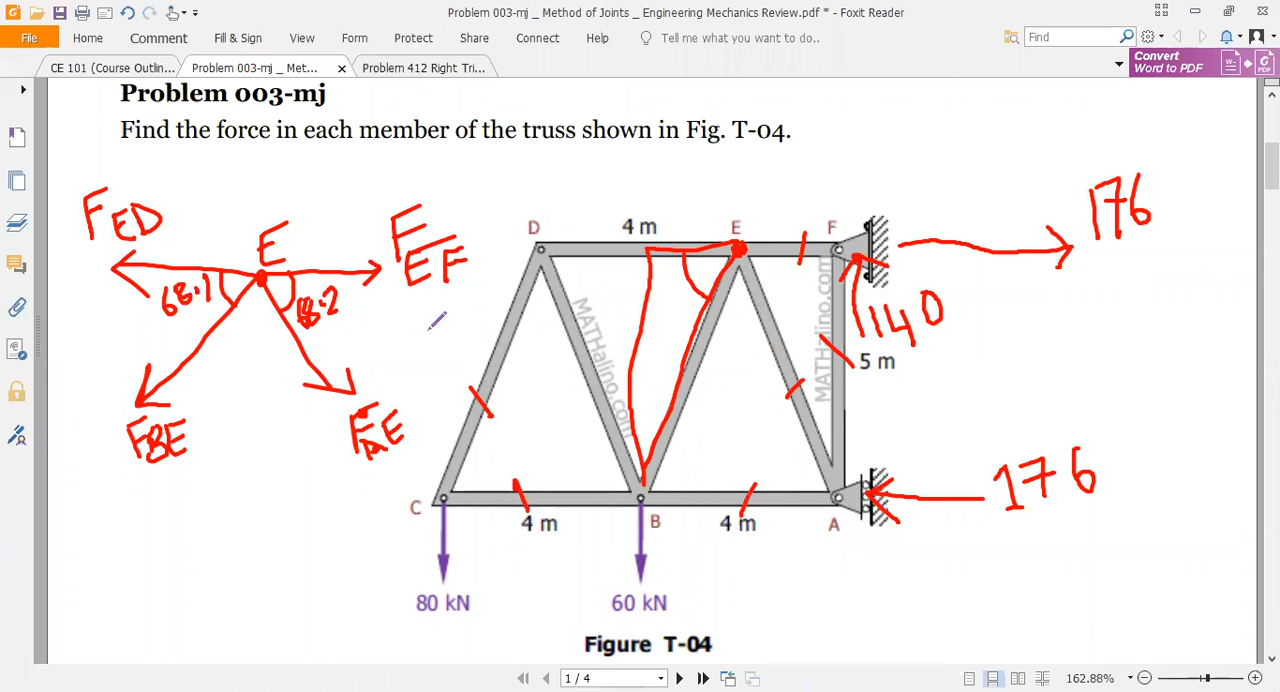 Problem 003-mj _ Method of Joints _ Engineering Mechanics Review.pdf * - Foxit Reader
File Home Comment Fill & Sign View Form Protect Share Connect Help Tell me what you want to do.. Find
CE 101 (Course Outlin... Problem 003-mj _ Met... x Problem 412 Right Tri...
Convert
Word to PDF
Problem 003-mj
Find the force in each member of the truss shown in Fig. T-04.
176
FED
E
FEF
D
4 m
E
F
68.1
68.2
1140
MATHalino.com
MATHalino.com
5 m
FBE
FAE
176
C
4 m
B
4 m
A
80 kN
60 kN
Figure T-04
1 / 4
162.88%